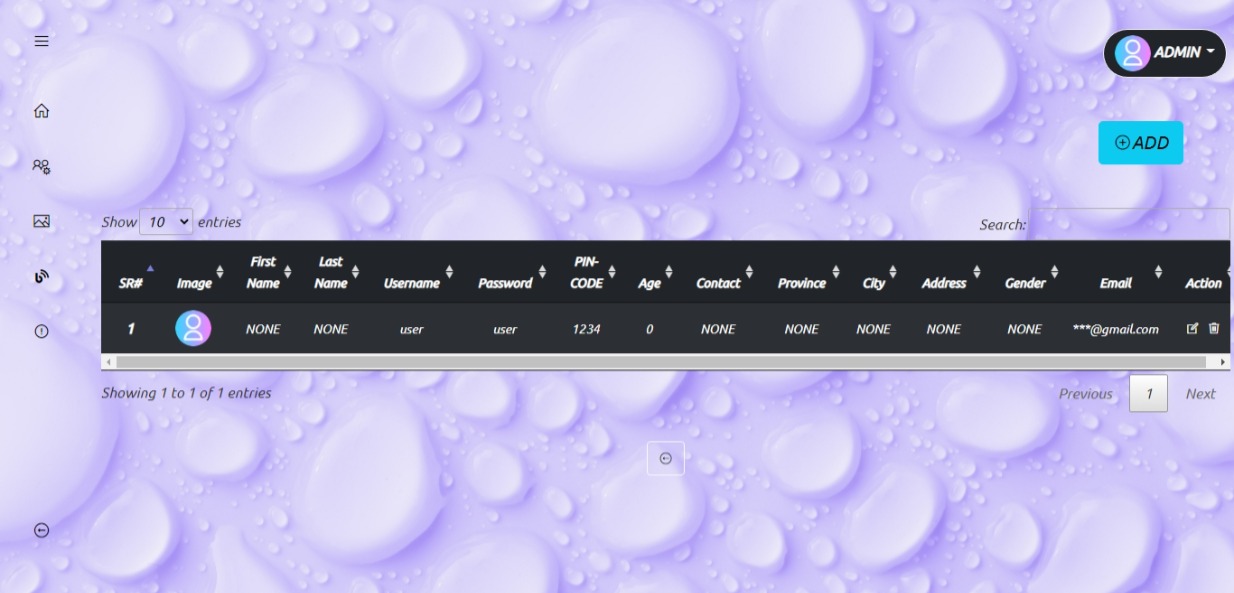 ADMIN
ADD
Show 10 entries
Search:
SR# Image First Name Last Name Username Password PIN-CODE Age Contact Province City Address Gender Email Action
1 NONE NONE user user 1234 0 NONE NONE NONE NONE NONE ***@gmail.com
Showing 1 to 1 of 1 entries
Previous 1 Next